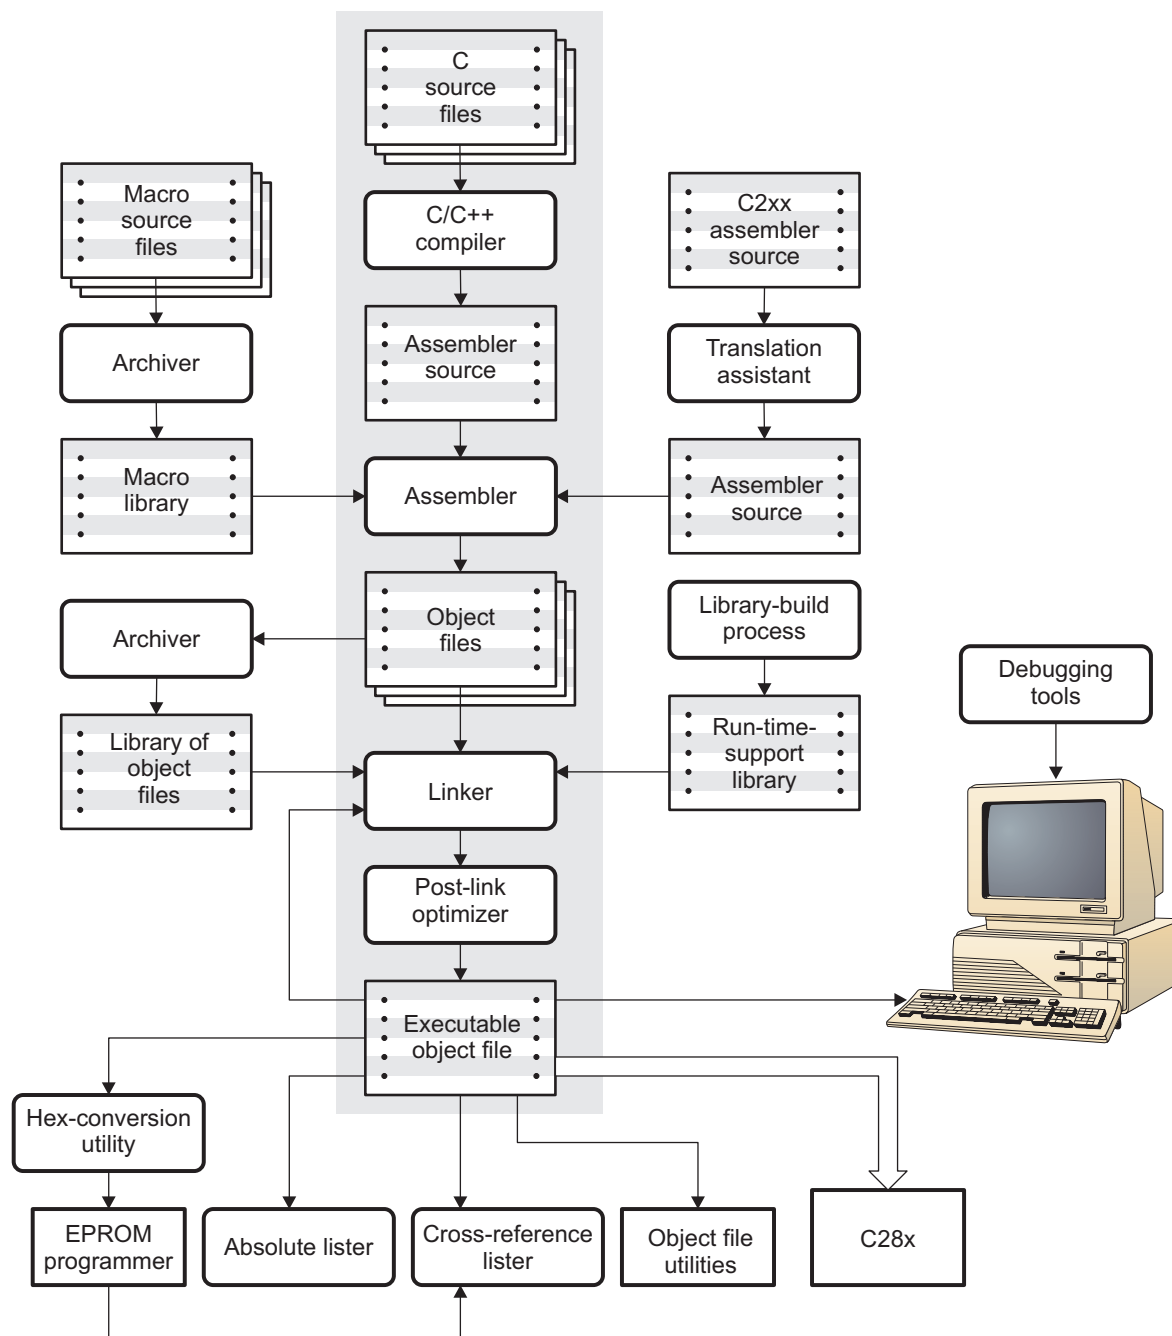 C
source
files
Macro
source
files
C/C++
compiler
C2xx
assembler
source
Archiver
Assembler
source
Translation
assistant
Macro
library
Assembler
Assembler
source
Archiver
Object
files
Library-build
process
Debugging
tools
Library of
object
files
Linker
Run-time-
support
library
Post-link
optimizer
Executable
object file
Hex-conversion
utility
EPROM
programmer
Absolute lister
Cross-reference
lister
Object file
utilities
C28x